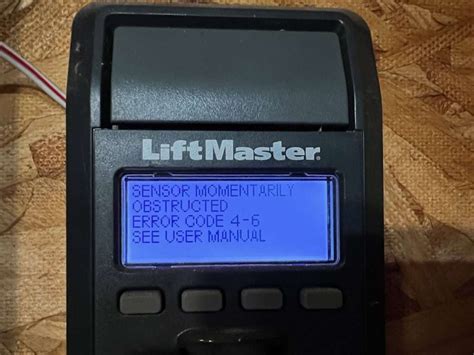 LiftMaster
SENSOR MOMENTARILY
OBSTRUCTED
ERROR CODE 4-6
SEE USER MANUAL